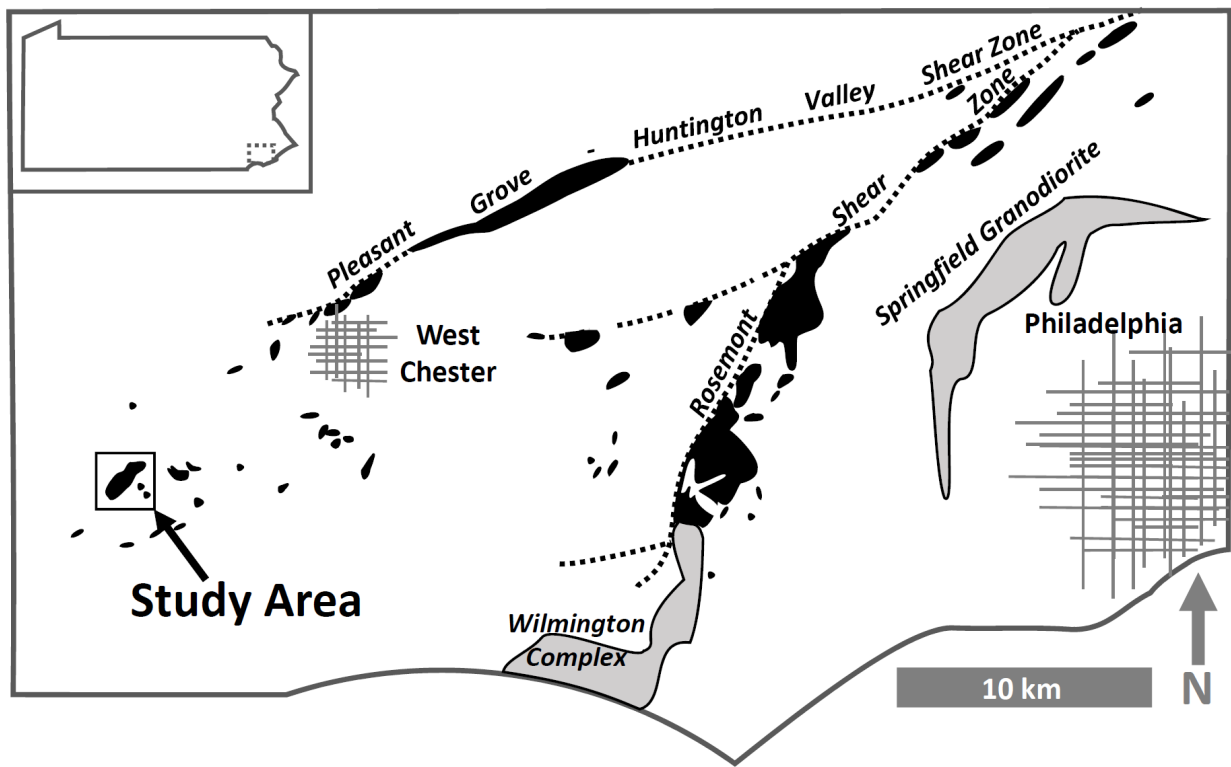 Pleasant Grove Huntington Valley Shear Zone
Rosemont Shear Zone
Springfield Granodiorite
Philadelphia
West
Chester
Study Area
Wilmington
Complex
10 km
N